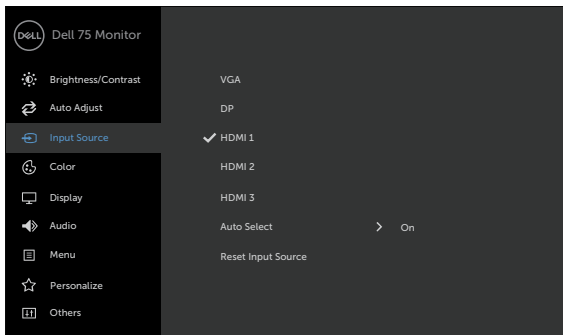 DELL Dell 75 Monitor
Brightness/Contrast
Auto Adjust
Input Source
Color
Display
Audio
Menu
Personalize
Others
VGA
DP
HDMI 1
HDMI 2
HDMI 3
Auto Select > On
Reset Input Source